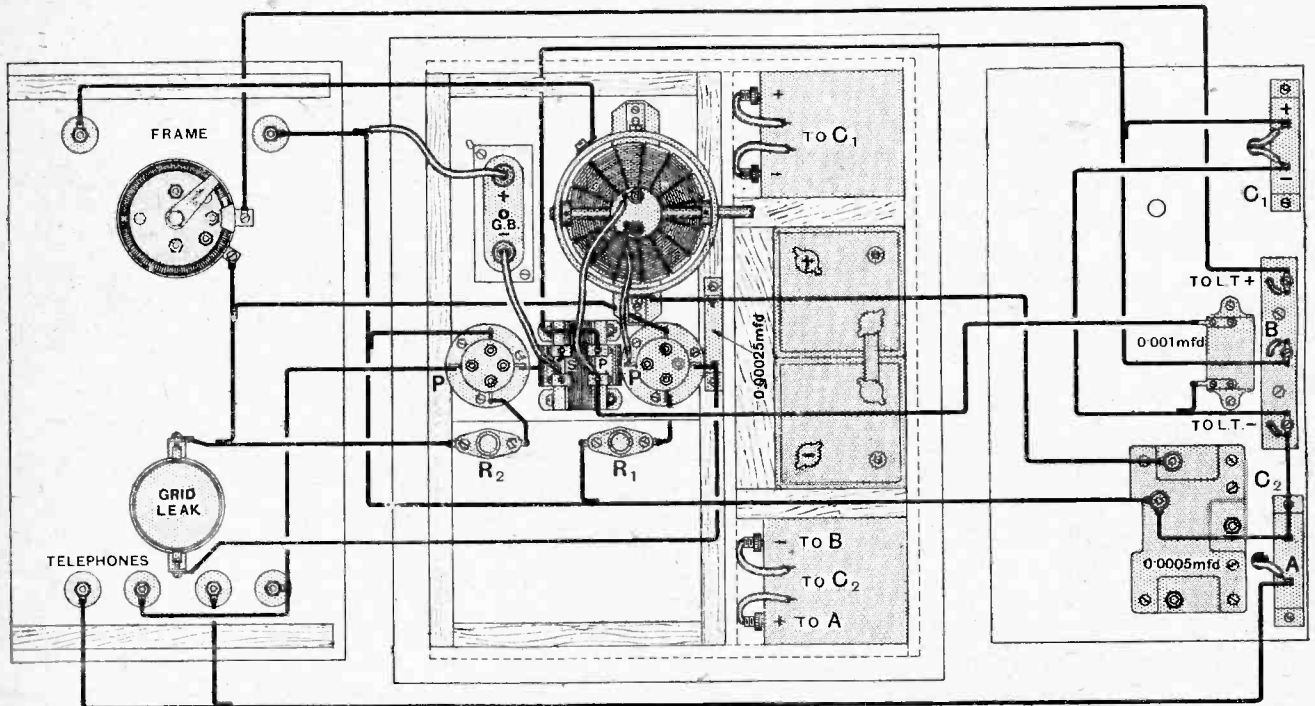 FRAME
GRID
LEAK
TELEPHONES
+
O
G.B.
-
P
S
P
P
R2
R1
0·00025mfd
+
TO C1
-
+
-
- TO B
TO C2
+ TO A
+
-
C1
TO L.T +
B
0·001mfd
TO L.T. -
C2
0·0005mfd
A